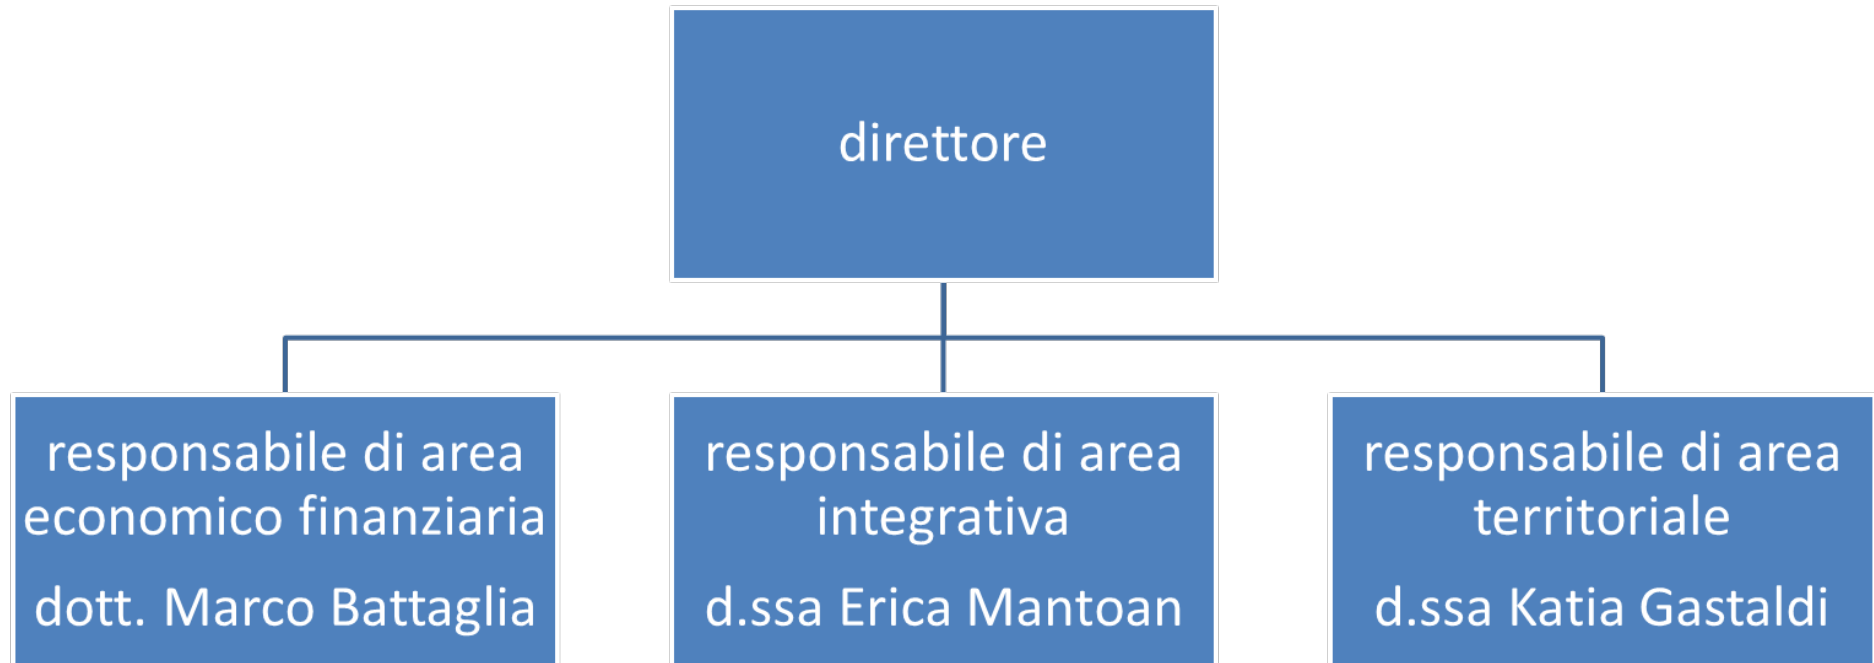 direttore
responsabile di area
economico finanziaria
dott. Marco Battaglia
responsabile di area
integrativa
d.ssa Erica Mantoan
responsabile di area
territoriale
d.ssa Katia Gastaldi